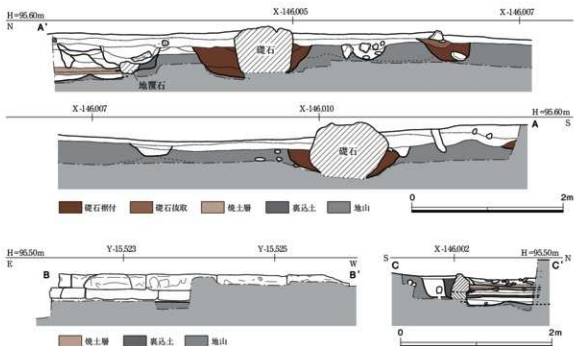 H=95.60m
X-146,005
X-146,007
N
A'
礎石
地覆石
X-146,007
X-146,010
H=95.60m
A
S
礎石
礎石据付 礎石抜取 焼土層 裏込土 地山
0 2m
H=95.50m
Y-15,523
Y-15,525
E
W
B
B'
X-146,002
H=95.50m
S
N
C
C'
焼土層 裏込土 地山
0 2m